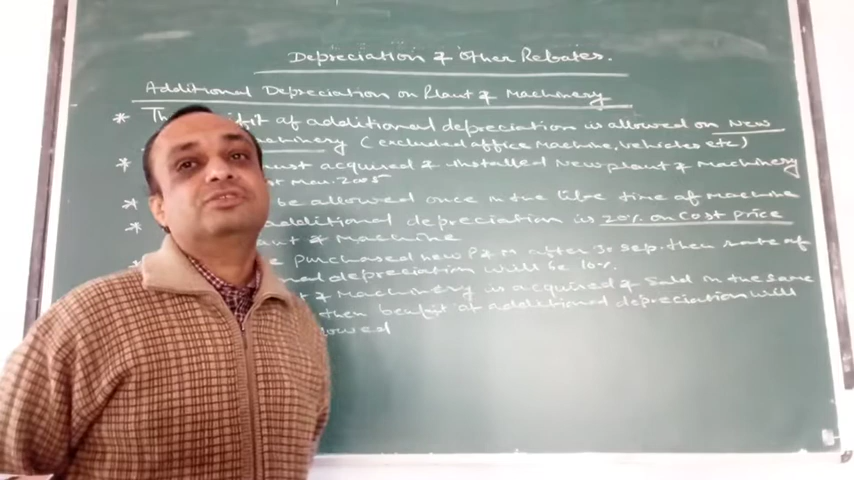 Depreciation & Other Rebates.
Additional Depreciation on Plant & Machinery
* The of additional depreciation is allowed on New
(excluded office Machine, vehicles etc)
* must acquired & installed New plant & Machinery
st Mar. 2005
* be allowed once in the life time of Machine
* additional depreciation is 20% on Cost Price
& Machine
purchased new P & M after 30 sep. then rate of
depreciation will be 10%.
& Machinery is acquired & Sold in the same
then benefit of additional depreciation will